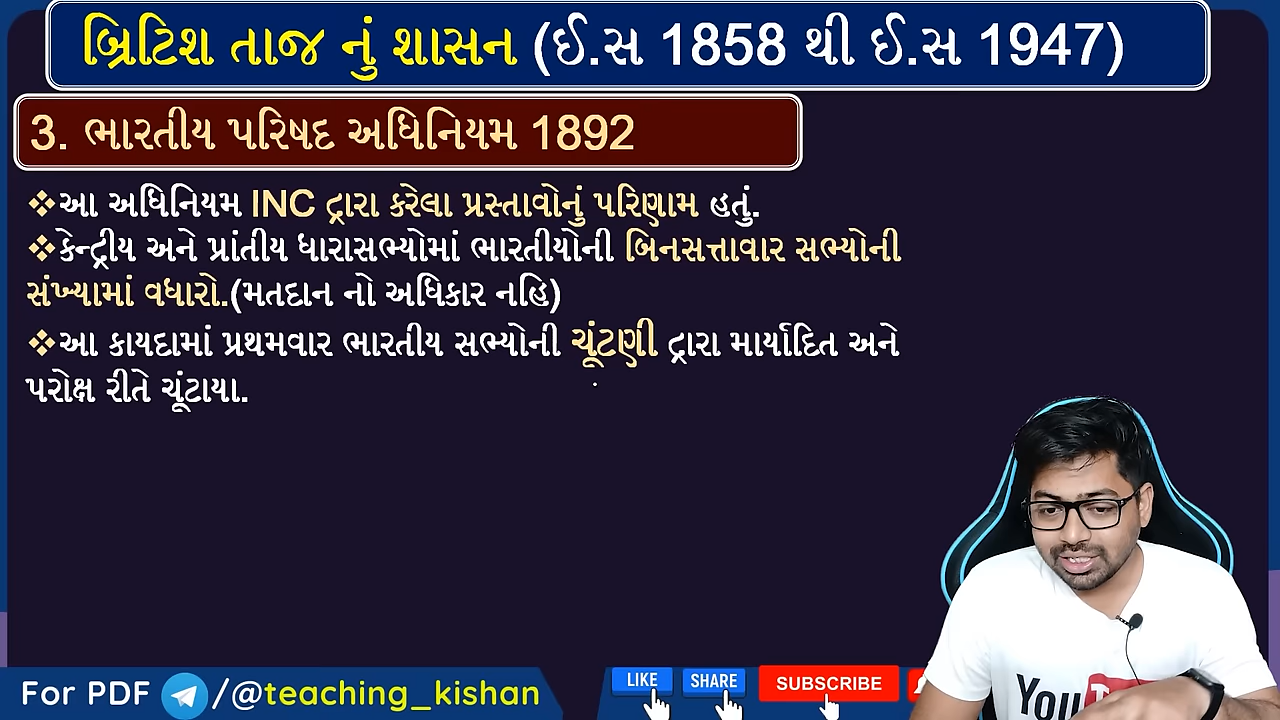 બ્રિટિશ તાજ નું શાસન (ઈ.સ 1858 થી ઈ.સ 1947)
3. ભારતીય પરિષદ અધિનિયમ 1892
❖આ અધિનિયમ INC દ્વારા કરેલા પ્રસ્તાવોનું પરિણામ હતું.
❖કેન્દ્રીય અને પ્રાંતીય ધારાસભ્યોમાં ભારતીયોની બિનસત્તાવાર સભ્યોની
સંખ્યામાં વધારો.(મતદાન નો અધિકાર નહિ)
❖આ કાયદામાં પ્રથમવાર ભારતીય સભ્યોની ચૂંટણી દ્વારા માર્યાદિત અને
પરોક્ષ રીતે ચૂંટાયા.
For PDF /@teaching_kishan
LIKE SHARE SUBSCRIBE